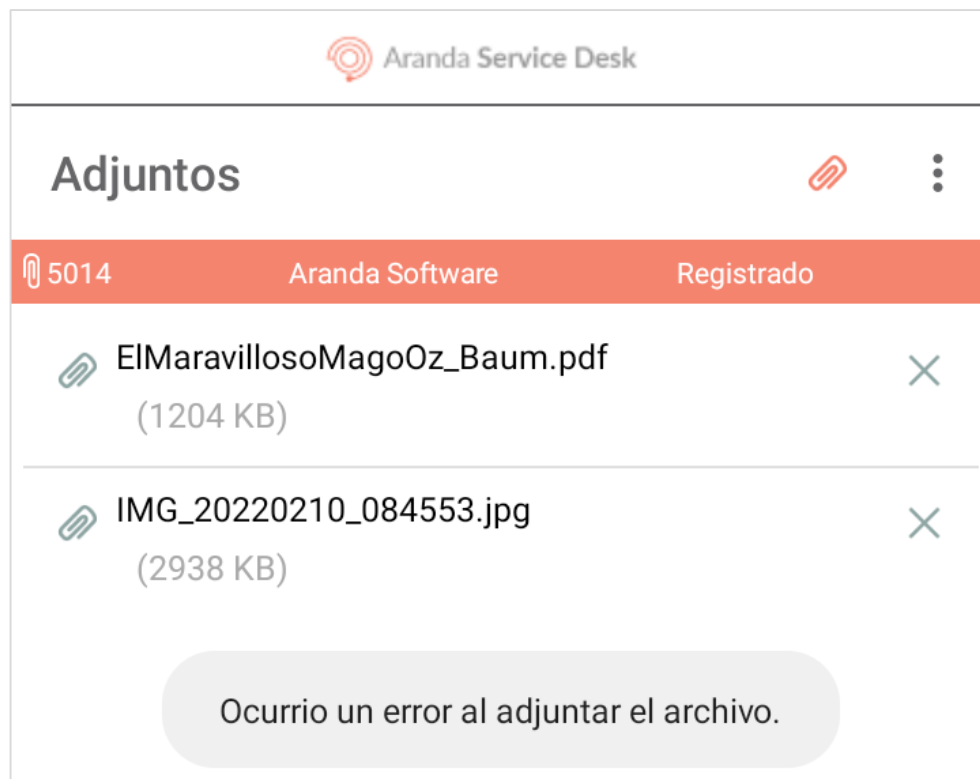 Aranda Service Desk
Adjuntos
5014 Aranda Software Registrado
ElMaravillosoMagoOz_Baum.pdf
(1204 KB)
IMG_20220210_084553.jpg
(2938 KB)
Ocurrio un error al adjuntar el archivo.